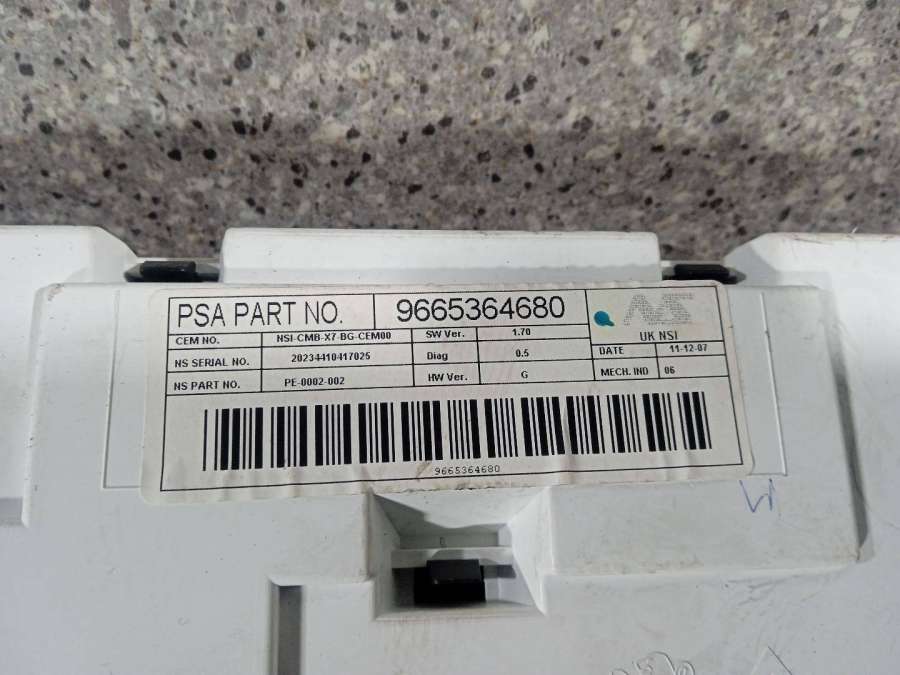 PSA PART NO. 9665364680
CEM NO. NSI-CMB-X7-BG-CEM00 SW Ver. 1.70 UK NSI
NS SERIAL NO. 20234410417025 Diag 0.5 DATE 11-12-07
NS PART NO. PE-0002-002 HW Ver. G MECH. IND 06
9665364680